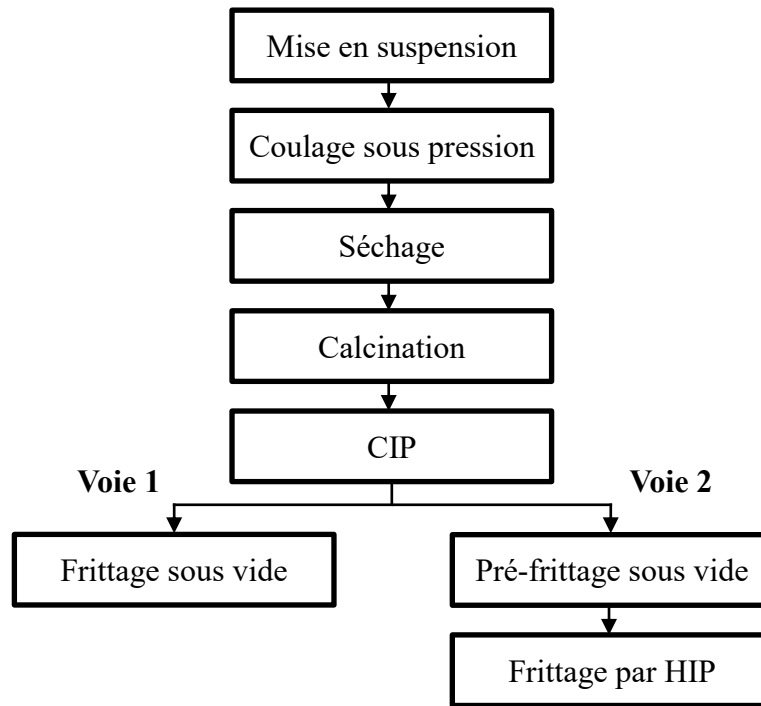 Mise en suspension
Coulage sous pression
Séchage
Calcination
CIP
Voie 1
Voie 2
Frittage sous vide
Pré-frittage sous vide
Frittage par HIP